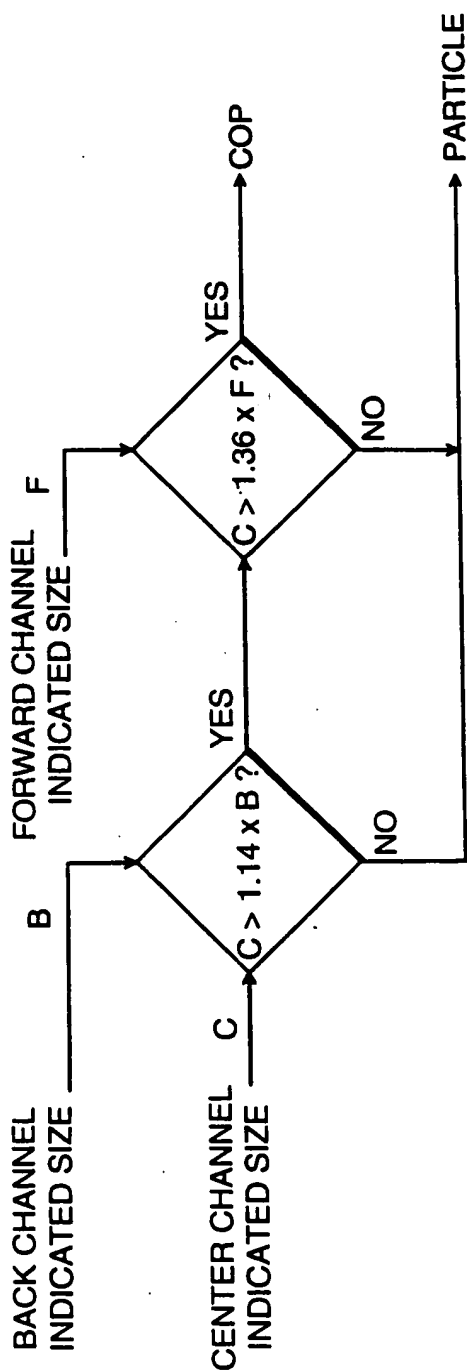 BACK CHANNEL
INDICATED SIZE
B
FORWARD CHANNEL
INDICATED SIZE
F
CENTER CHANNEL
INDICATED SIZE
C
C > 1.14 x B ?
YES
NO
C > 1.36 x F ?
YES
NO
COP
PARTICLE